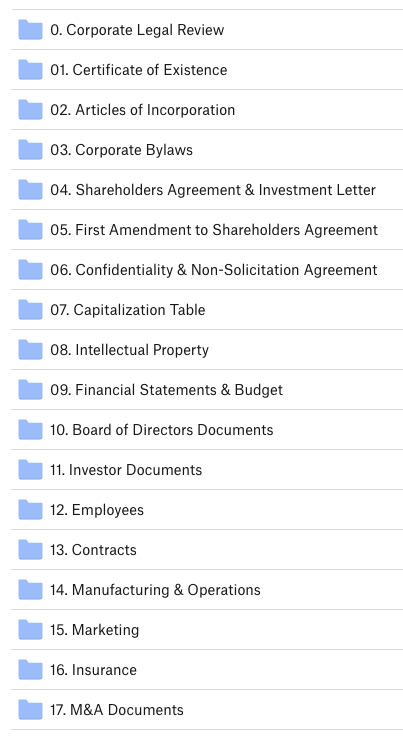 0. Corporate Legal Review
01. Certificate of Existence
02. Articles of Incorporation
03. Corporate Bylaws
04. Shareholders Agreement & Investment Letter
05. First Amendment to Shareholders Agreement
06. Confidentiality & Non-Solicitation Agreement
07. Capitalization Table
08. Intellectual Property
09. Financial Statements & Budget
10. Board of Directors Documents
11. Investor Documents
12. Employees
13. Contracts
14. Manufacturing & Operations
15. Marketing
16. Insurance
17. M&A Documents